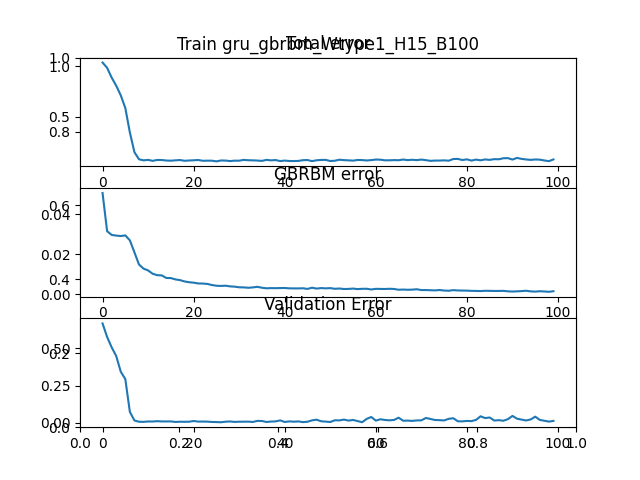 Train gru_gbrbm_Wtype1_H15_B100
Total error
1.0
1.0
0.5
0.8
0 20 40 60 80 100
GBRBM error
0.6
0.04
0.02
0.4
0.00
0 20 40 60 80 100
Validation Error
0.50
0.2
0.25
0.00
0.0
0 20 40 60 80 100
0.0 0.2 0.4 0.6 0.8 1.0